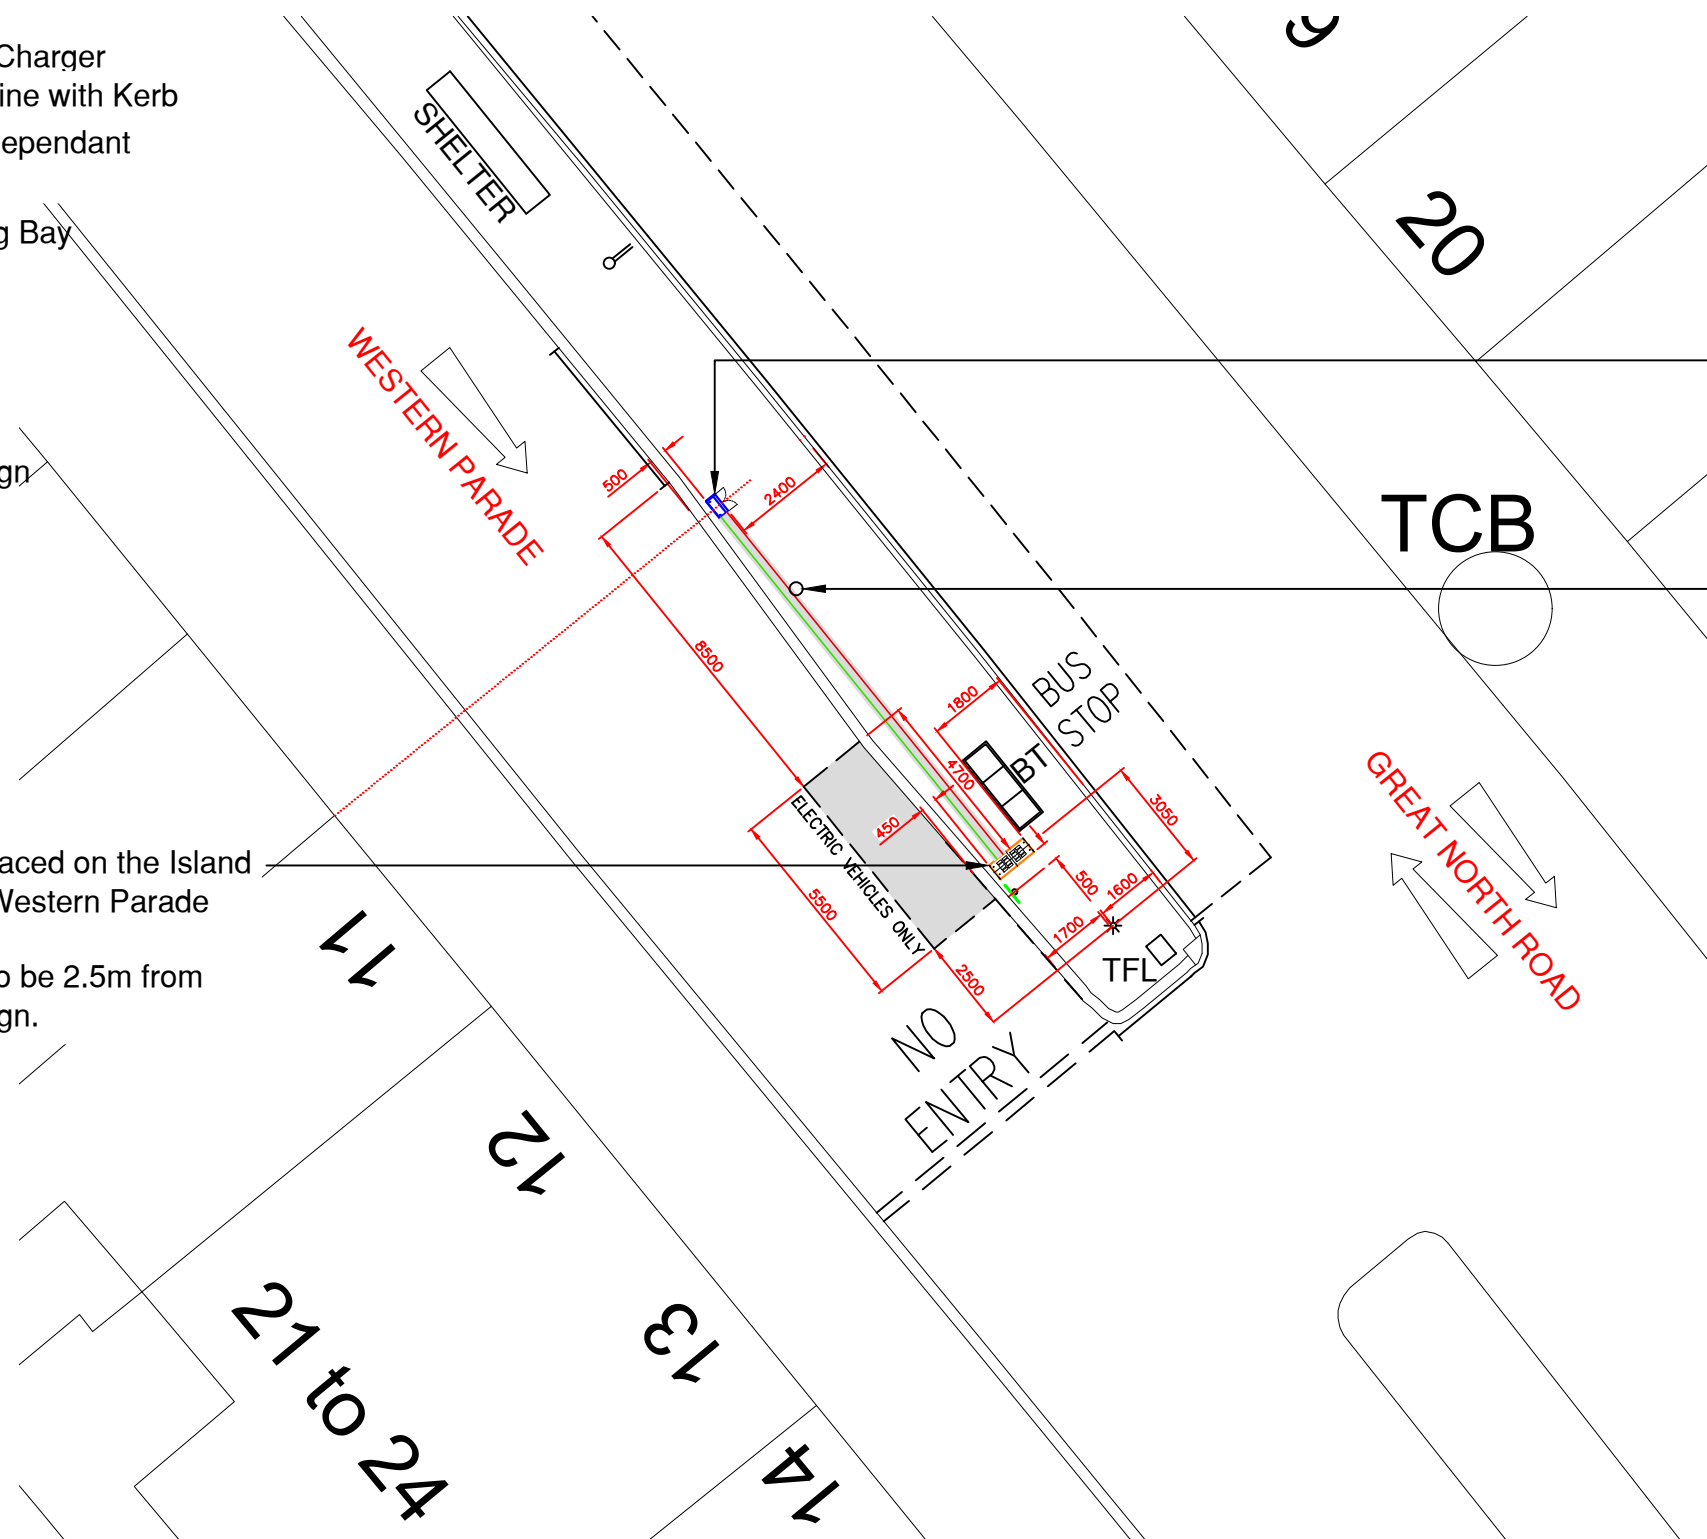 Charger
ine with Kerb
ependant
g Bay
gn
aced on the Island
Western Parade
o be 2.5m from
gn.
SHELTER
WESTERN PARADE
500
2400
8500
1800
4700
450
5500
3050
500
1600
1700
2500
BUS
STOP
BT
ELECTRIC VEHICLES ONLY
TFL
NO
ENTRY
TCB
GREAT NORTH ROAD
9
20
11
12
13
14
21 to 24